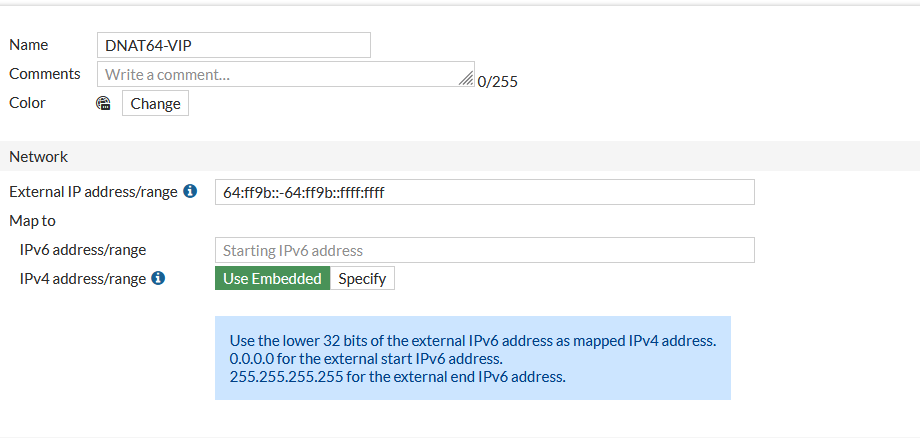 Name DNAT64-VIP
Comments Write a comment... 0/255
Color Change
Network
External IP address/range 64:ff9b::-64:ff9b::ffff:ffff
Map to
IPv6 address/range Starting IPv6 address
IPv4 address/range Use Embedded Specify
Use the lower 32 bits of the external IPv6 address as mapped IPv4 address.
0.0.0.0 for the external start IPv6 address.
255.255.255.255 for the external end IPv6 address.